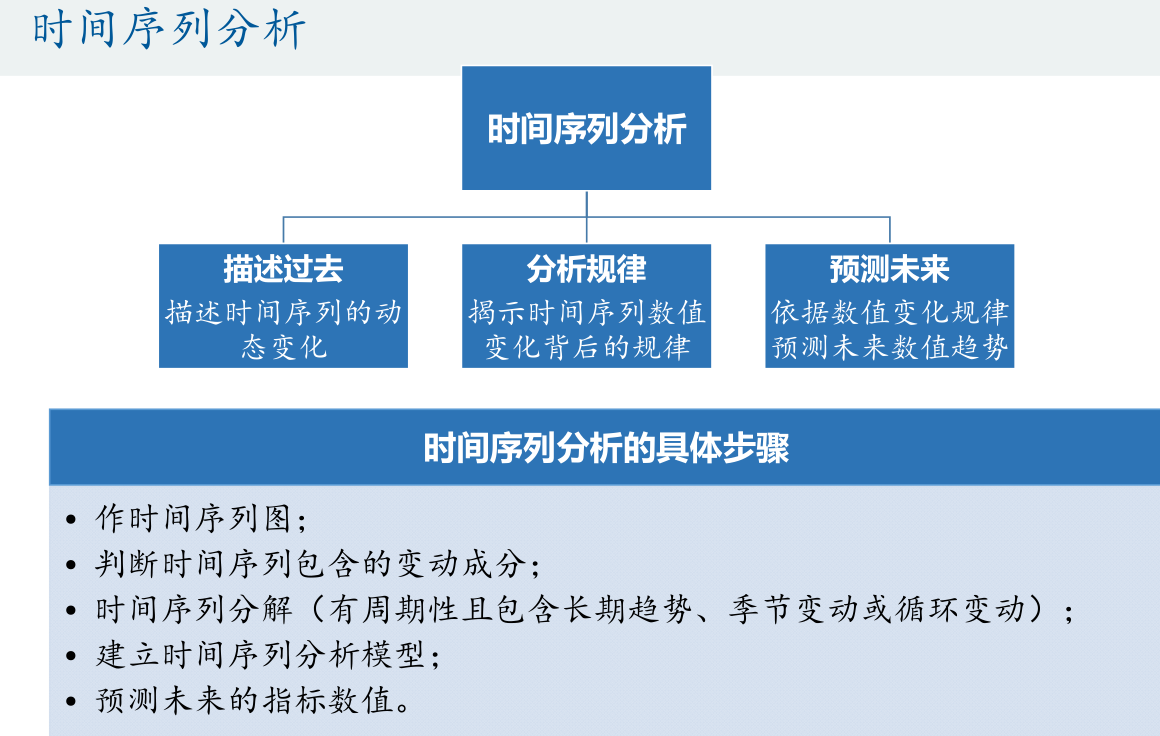 时间序列分析
时间序列分析
描述过去
描述时间序列的动
态变化
分析规律
揭示时间序列数值
变化背后的规律
预测未来
依据数值变化规律
预测未来数值趋势
时间序列分析的具体步骤
• 作时间序列图；
• 判断时间序列包含的变动成分；
• 时间序列分解（有周期性且包含长期趋势、季节变动或循环变动）；
• 建立时间序列分析模型；
• 预测未来的指标数值。